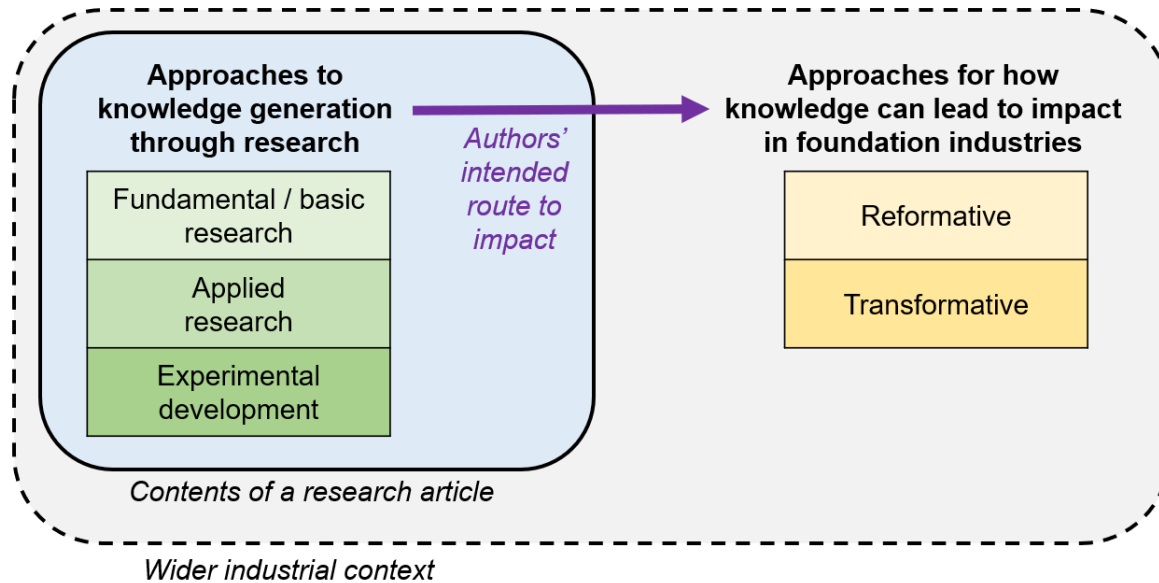 Approaches to
knowledge generation
through research
Fundamental / basic
research
Applied
research
Experimental
development
Authors’
intended
route to
impact
Approaches for how
knowledge can lead to impact
in foundation industries
Reformative
Transformative
Contents of a research article
Wider industrial context